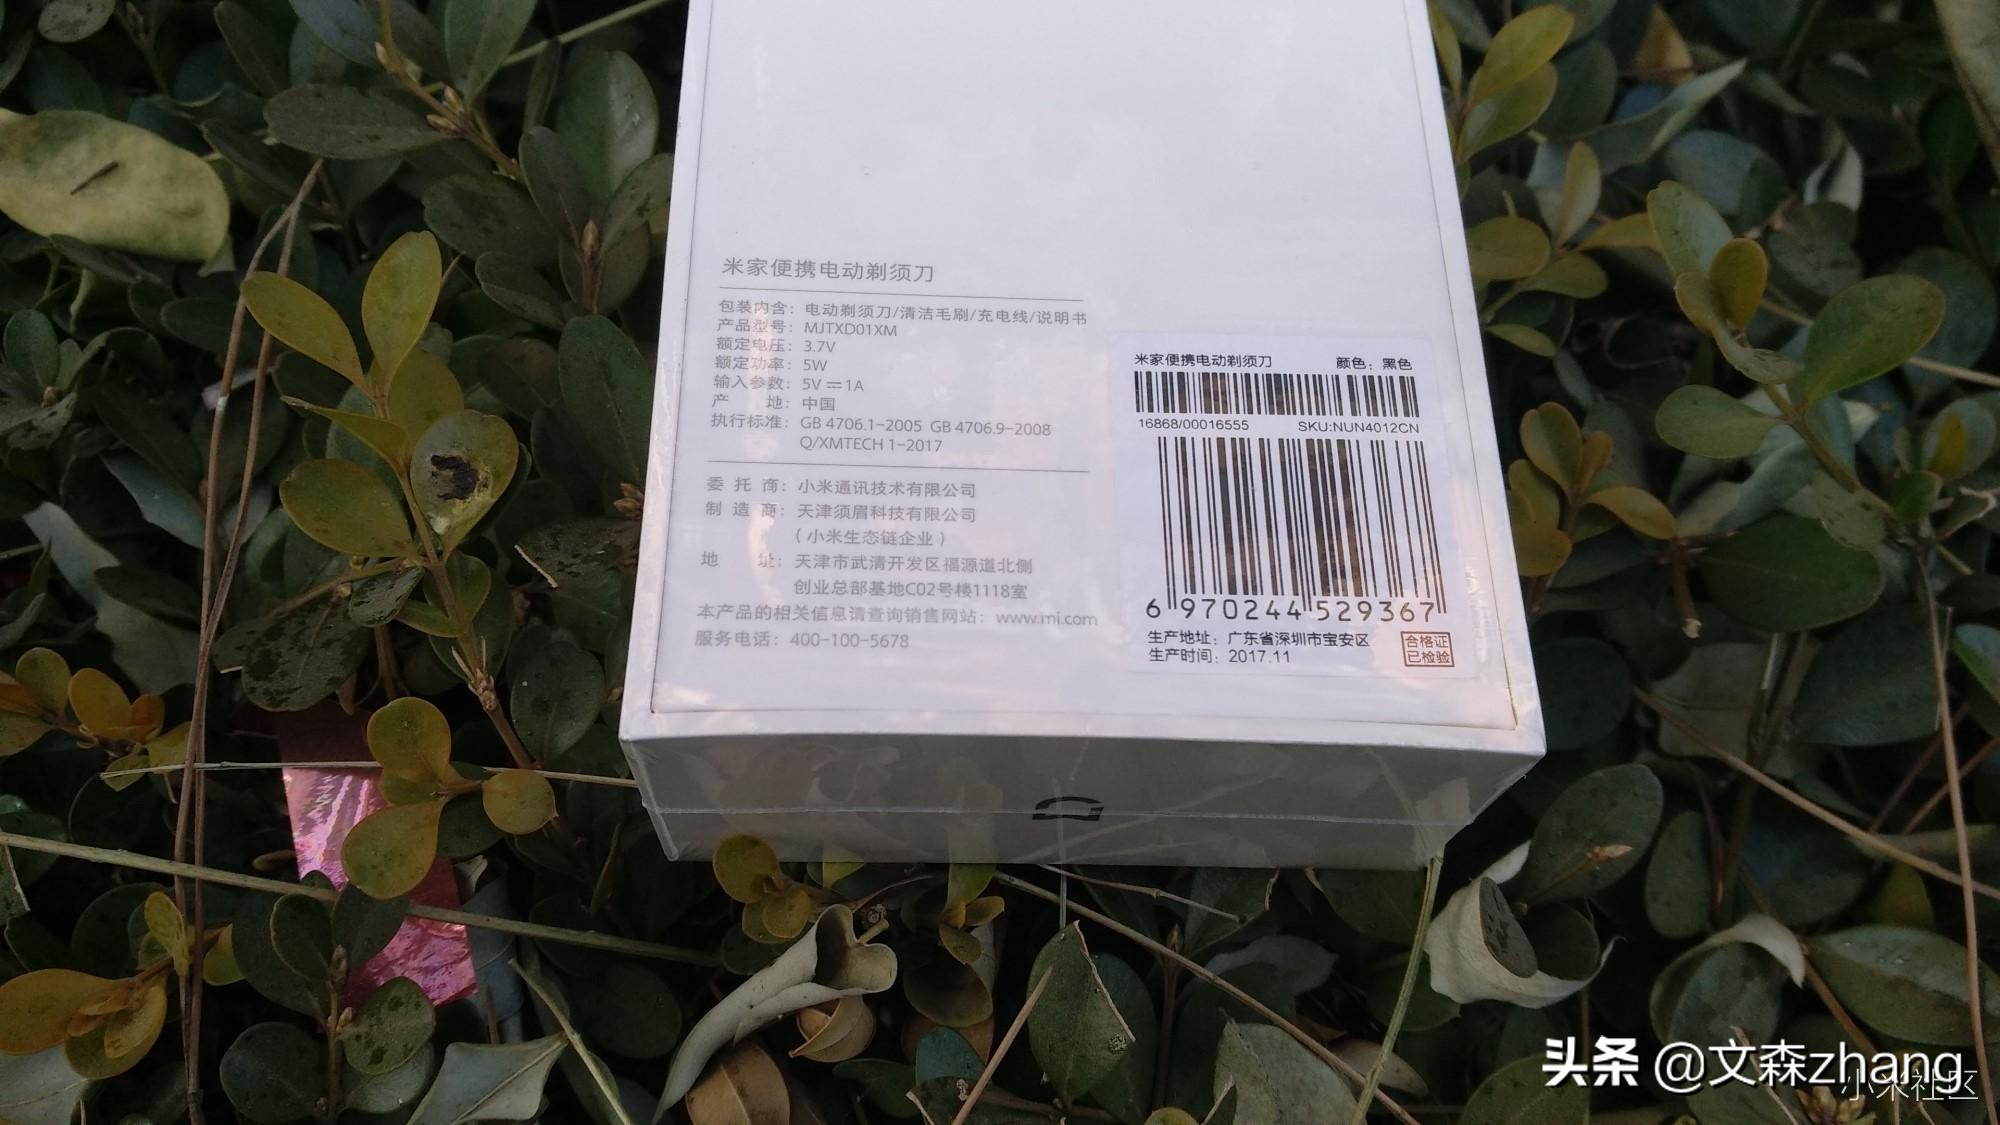 米家便携电动剃须刀
包装内含：电动剃须刀/清洁毛刷/充电线/说明书
产品型号：MJTXD01XM
额定电压：3.7V
额定功率：5W
输入参数：5V⎓1A
产 地：中国
执行标准：GB 4706.1-2005 GB 4706.9-2008
Q/XMTECH 1-2017
委 托 商：小米通讯技术有限公司
制 造 商：天津须眉科技有限公司
（小米生态链企业）
地 址：天津市武清开发区福源道北侧
创业总部基地C02号楼1118室
本产品的相关信息请查询销售网站：www.mi.com
服务电话：400-100-5678
米家便携电动剃须刀 颜色：黑色
16868/00016555 SKU:NUN4012CN
6 970244 529367
生产地址：广东省深圳市宝安区
生产时间：2017.11
合格证
已检验
头条 @文森zhang
小米社区